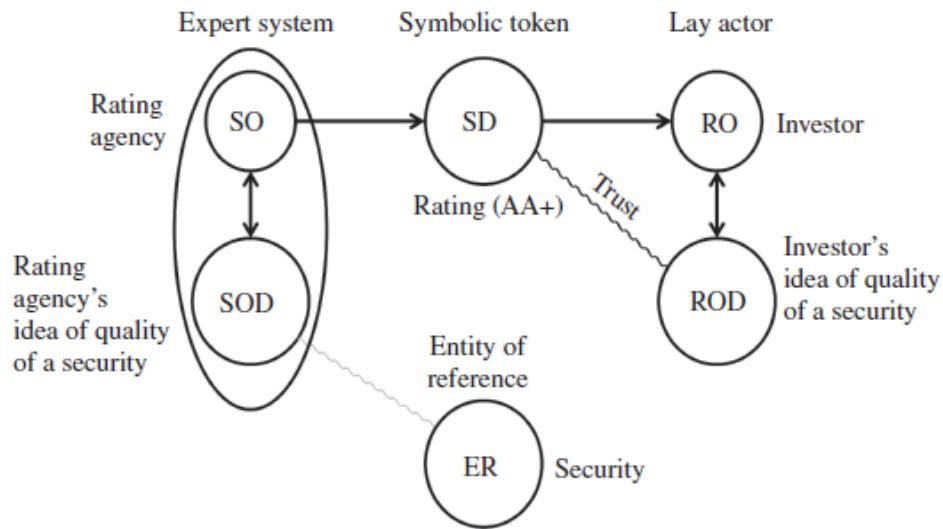 Expert system
Symbolic token
Lay actor
Rating
agency
SO
SD
RO
Investor
Rating (AA+)
Trust
Rating
agency's
idea of quality
of a security
SOD
ROD
Investor's
idea of quality
of a security
Entity of
reference
ER
Security